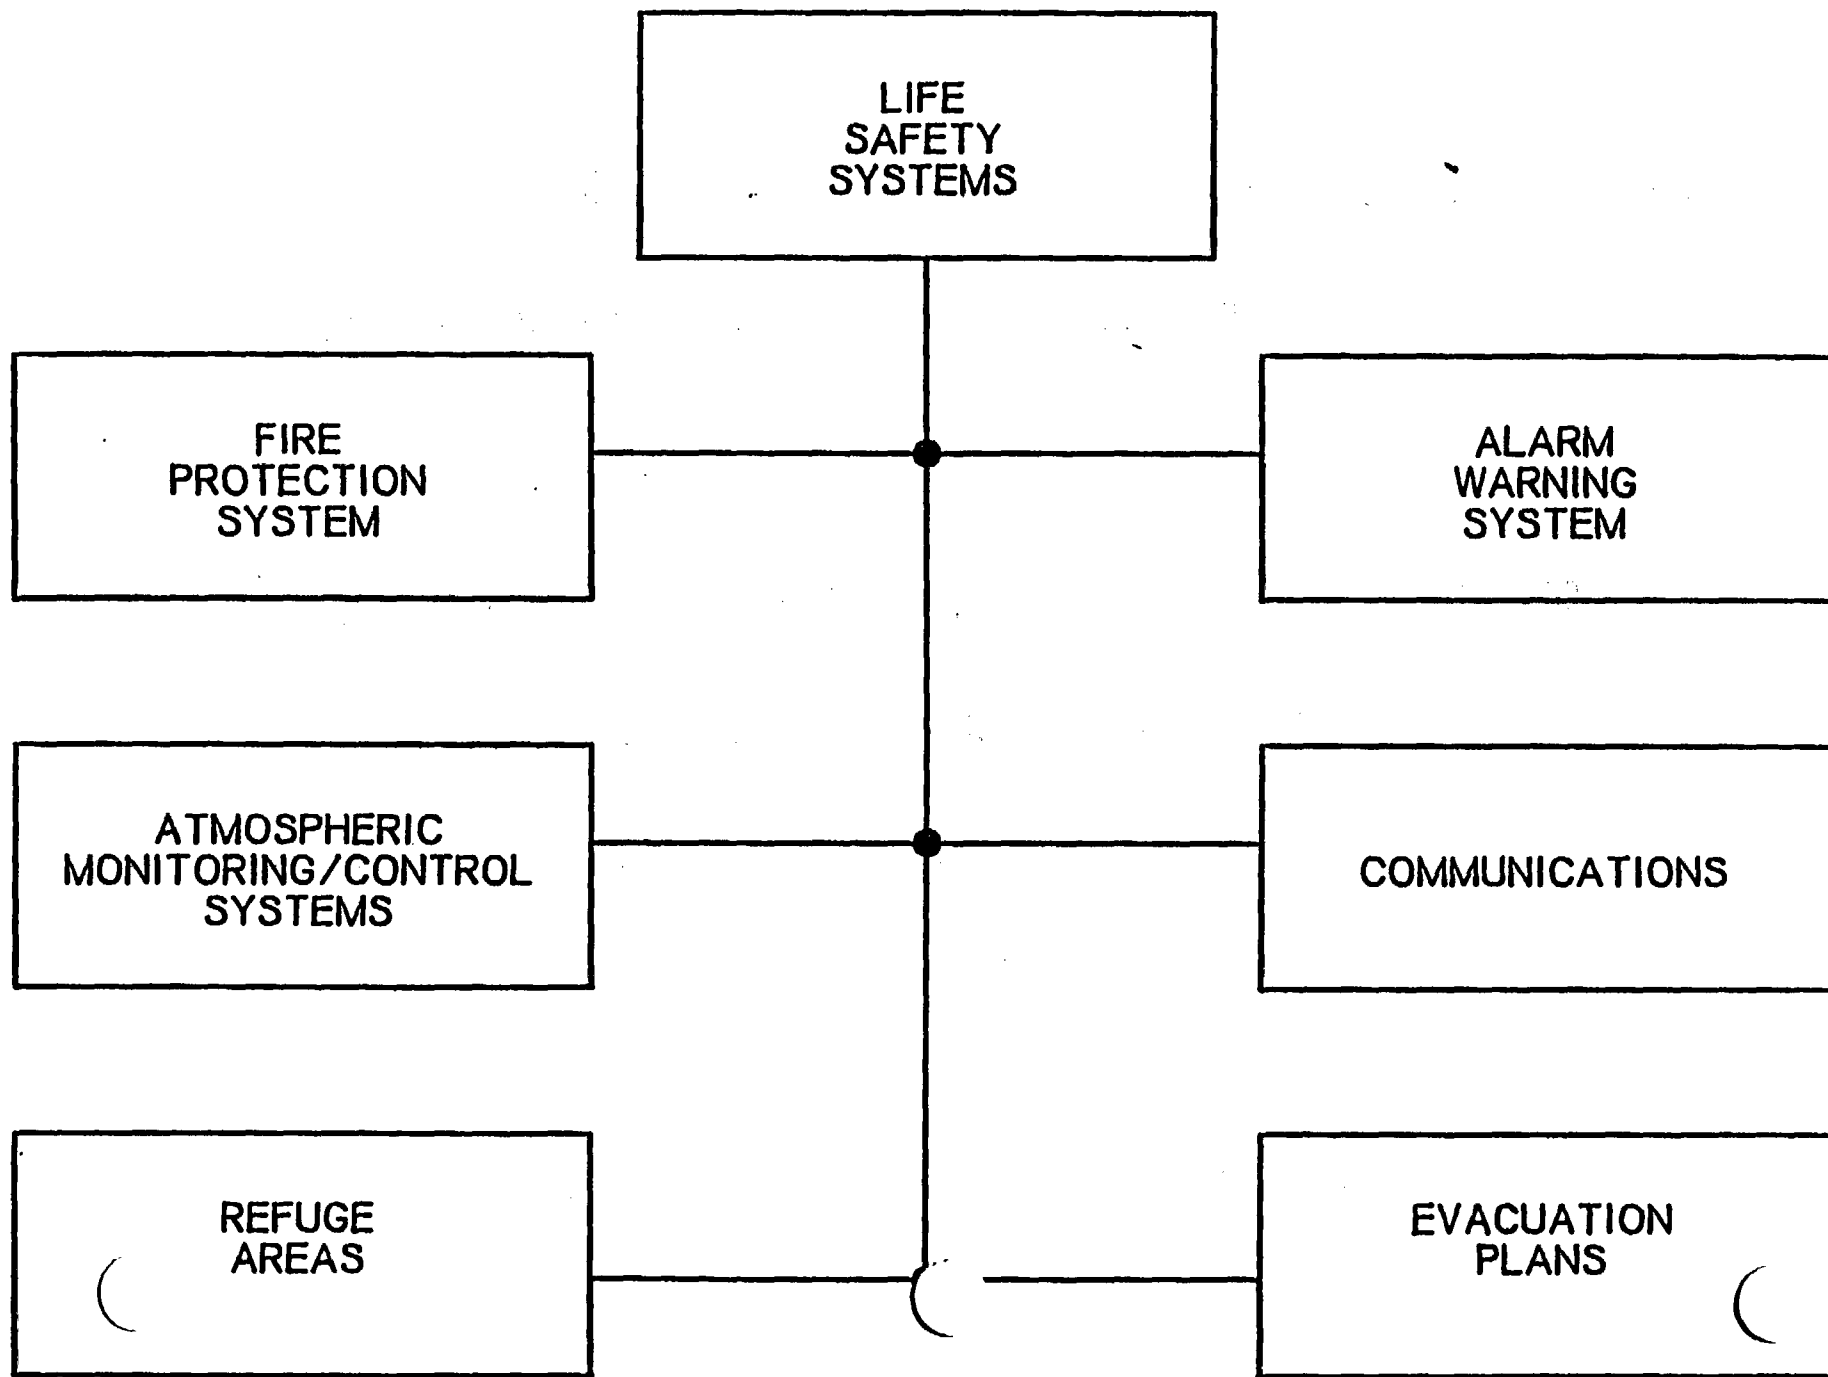 LIFE
SAFETY
SYSTEMS
FIRE
PROTECTION
SYSTEM
ALARM
WARNING
SYSTEM
ATMOSPHERIC
MONITORING/CONTROL
SYSTEMS
COMMUNICATIONS
REFUGE
AREAS
EVACUATION
PLANS